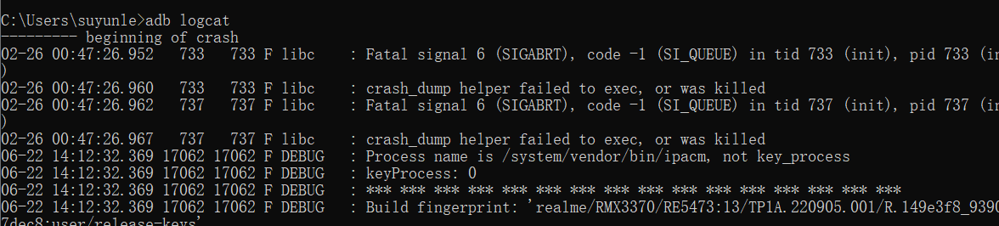 C:\Users\suyunle>adb logcat
--------- beginning of crash
02-26 00:47:26.952   733   733 F libc    : Fatal signal 6 (SIGABRT), code -1 (SI_QUEUE) in tid 733 (init), pid 733 (in
)
02-26 00:47:26.960   733   733 F libc    : crash_dump helper failed to exec, or was killed
02-26 00:47:26.962   737   737 F libc    : Fatal signal 6 (SIGABRT), code -1 (SI_QUEUE) in tid 737 (init), pid 737 (in
)
02-26 00:47:26.967   737   737 F libc    : crash_dump helper failed to exec, or was killed
06-22 14:12:32.369 17062 17062 F DEBUG   : Process name is /system/vendor/bin/ipacm, not key_process
06-22 14:12:32.369 17062 17062 F DEBUG   : keyProcess: 0
06-22 14:12:32.369 17062 17062 F DEBUG   : *** *** *** *** *** *** *** *** *** *** *** *** *** *** *** ***
06-22 14:12:32.369 17062 17062 F DEBUG   : Build fingerprint: 'realme/RMX3370/RE5473:13/TP1A.220905.001/R.149e3f8_9390
7dec8:user/release-keys'